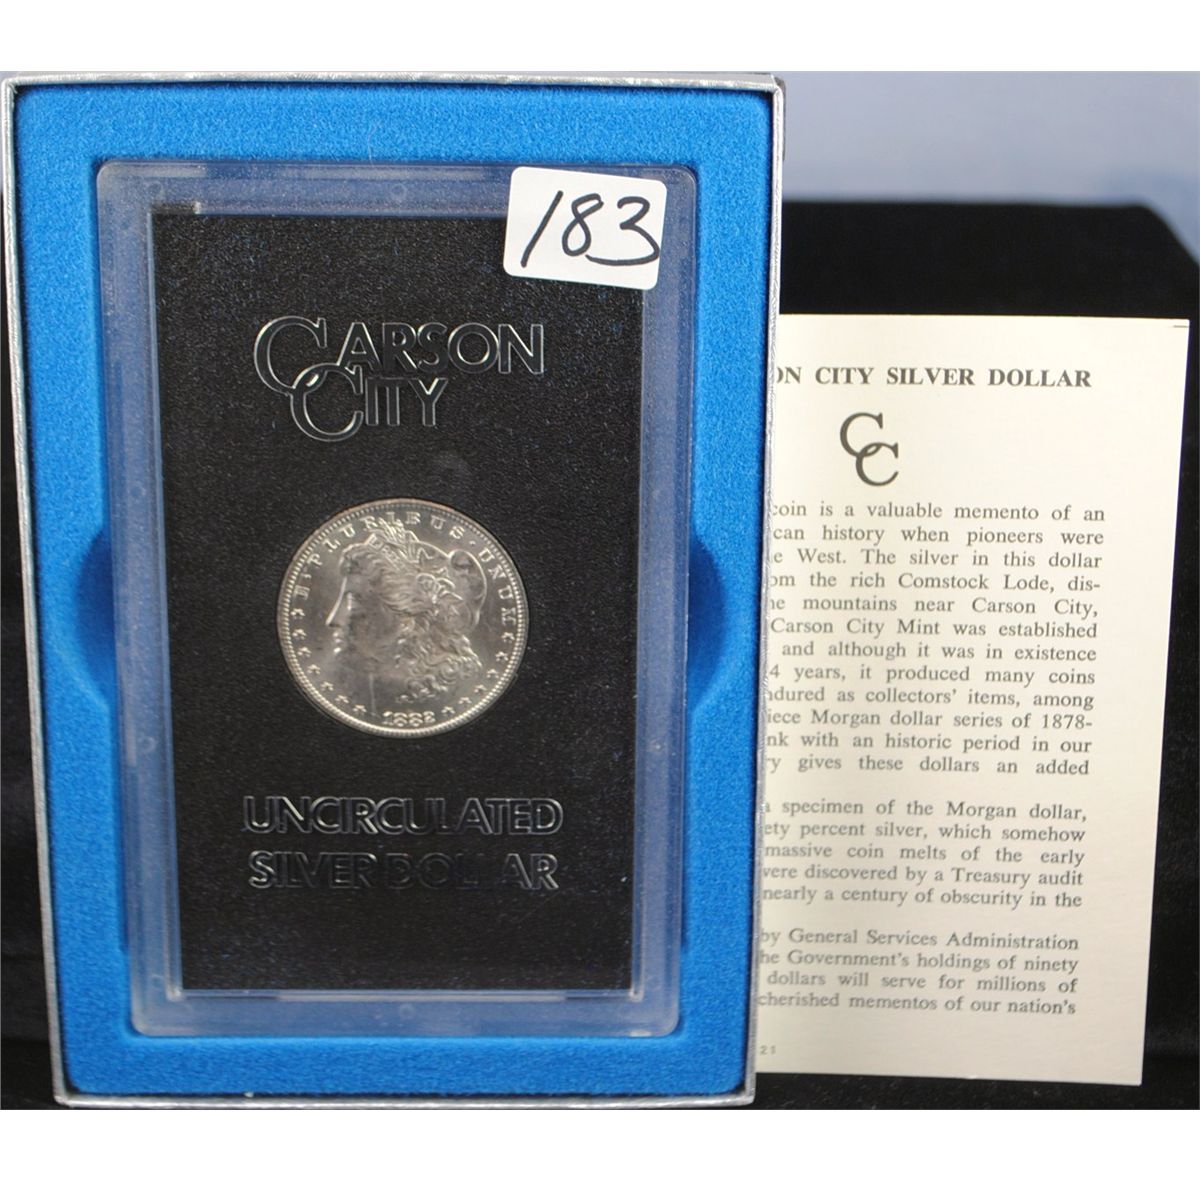 183
CARSON
CITY
E·PLURIBUS·UNUM
1882
UNCIRCULATED
SILVER DOLLAR
ON CITY SILVER DOLLAR
CC
coin is a valuable memento of an
can history when pioneers were
e West. The silver in this dollar
om the rich Comstock Lode, dis-
he mountains near Carson City,
Carson City Mint was established
and although it was in existence
4 years, it produced many coins
ndured as collectors' items, among
iece Morgan dollar series of 1878-
nk with an historic period in our
ry gives these dollars an added
a specimen of the Morgan dollar,
ety percent silver, which somehow
massive coin melts of the early
were discovered by a Treasury audit
nearly a century of obscurity in the
by General Services Administration
he Government's holdings of ninety
dollars will serve for millions of
cherished mementos of our nation's
21